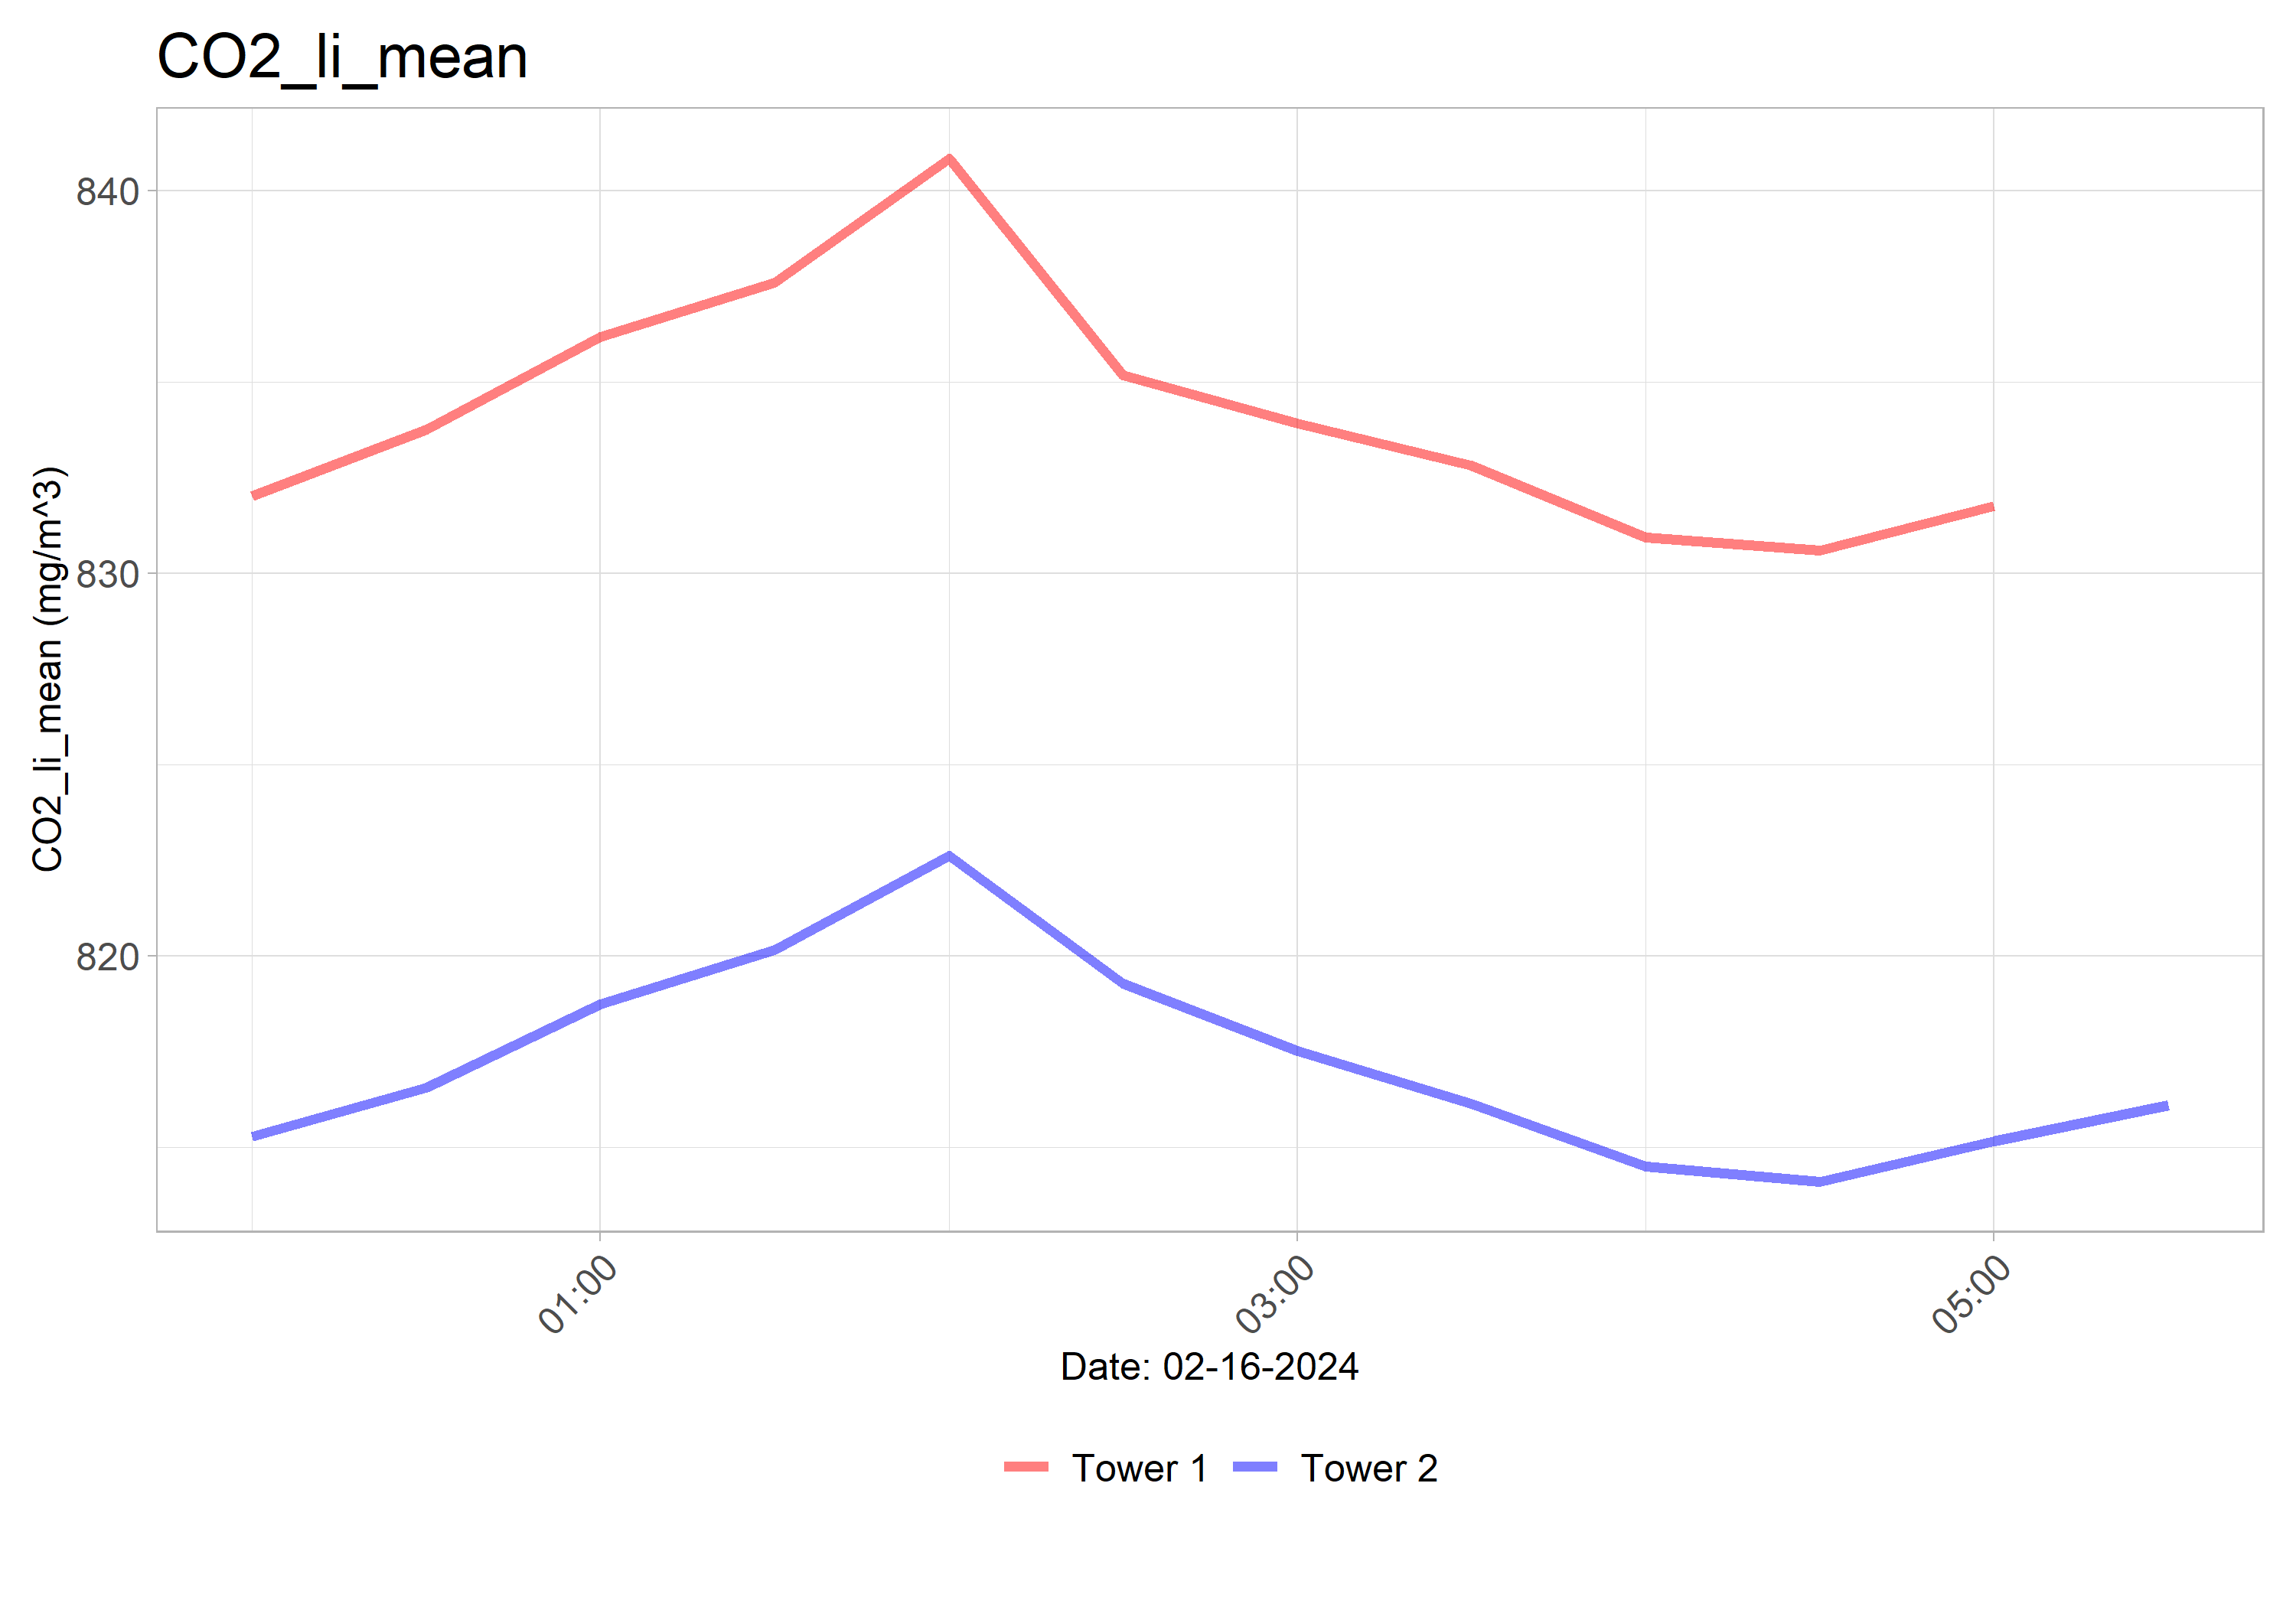 CO2_li_mean
CO2_li_mean (mg/m^3)
840
830
820
01:00
03:00
05:00
Date: 02-16-2024
Tower 1
Tower 2